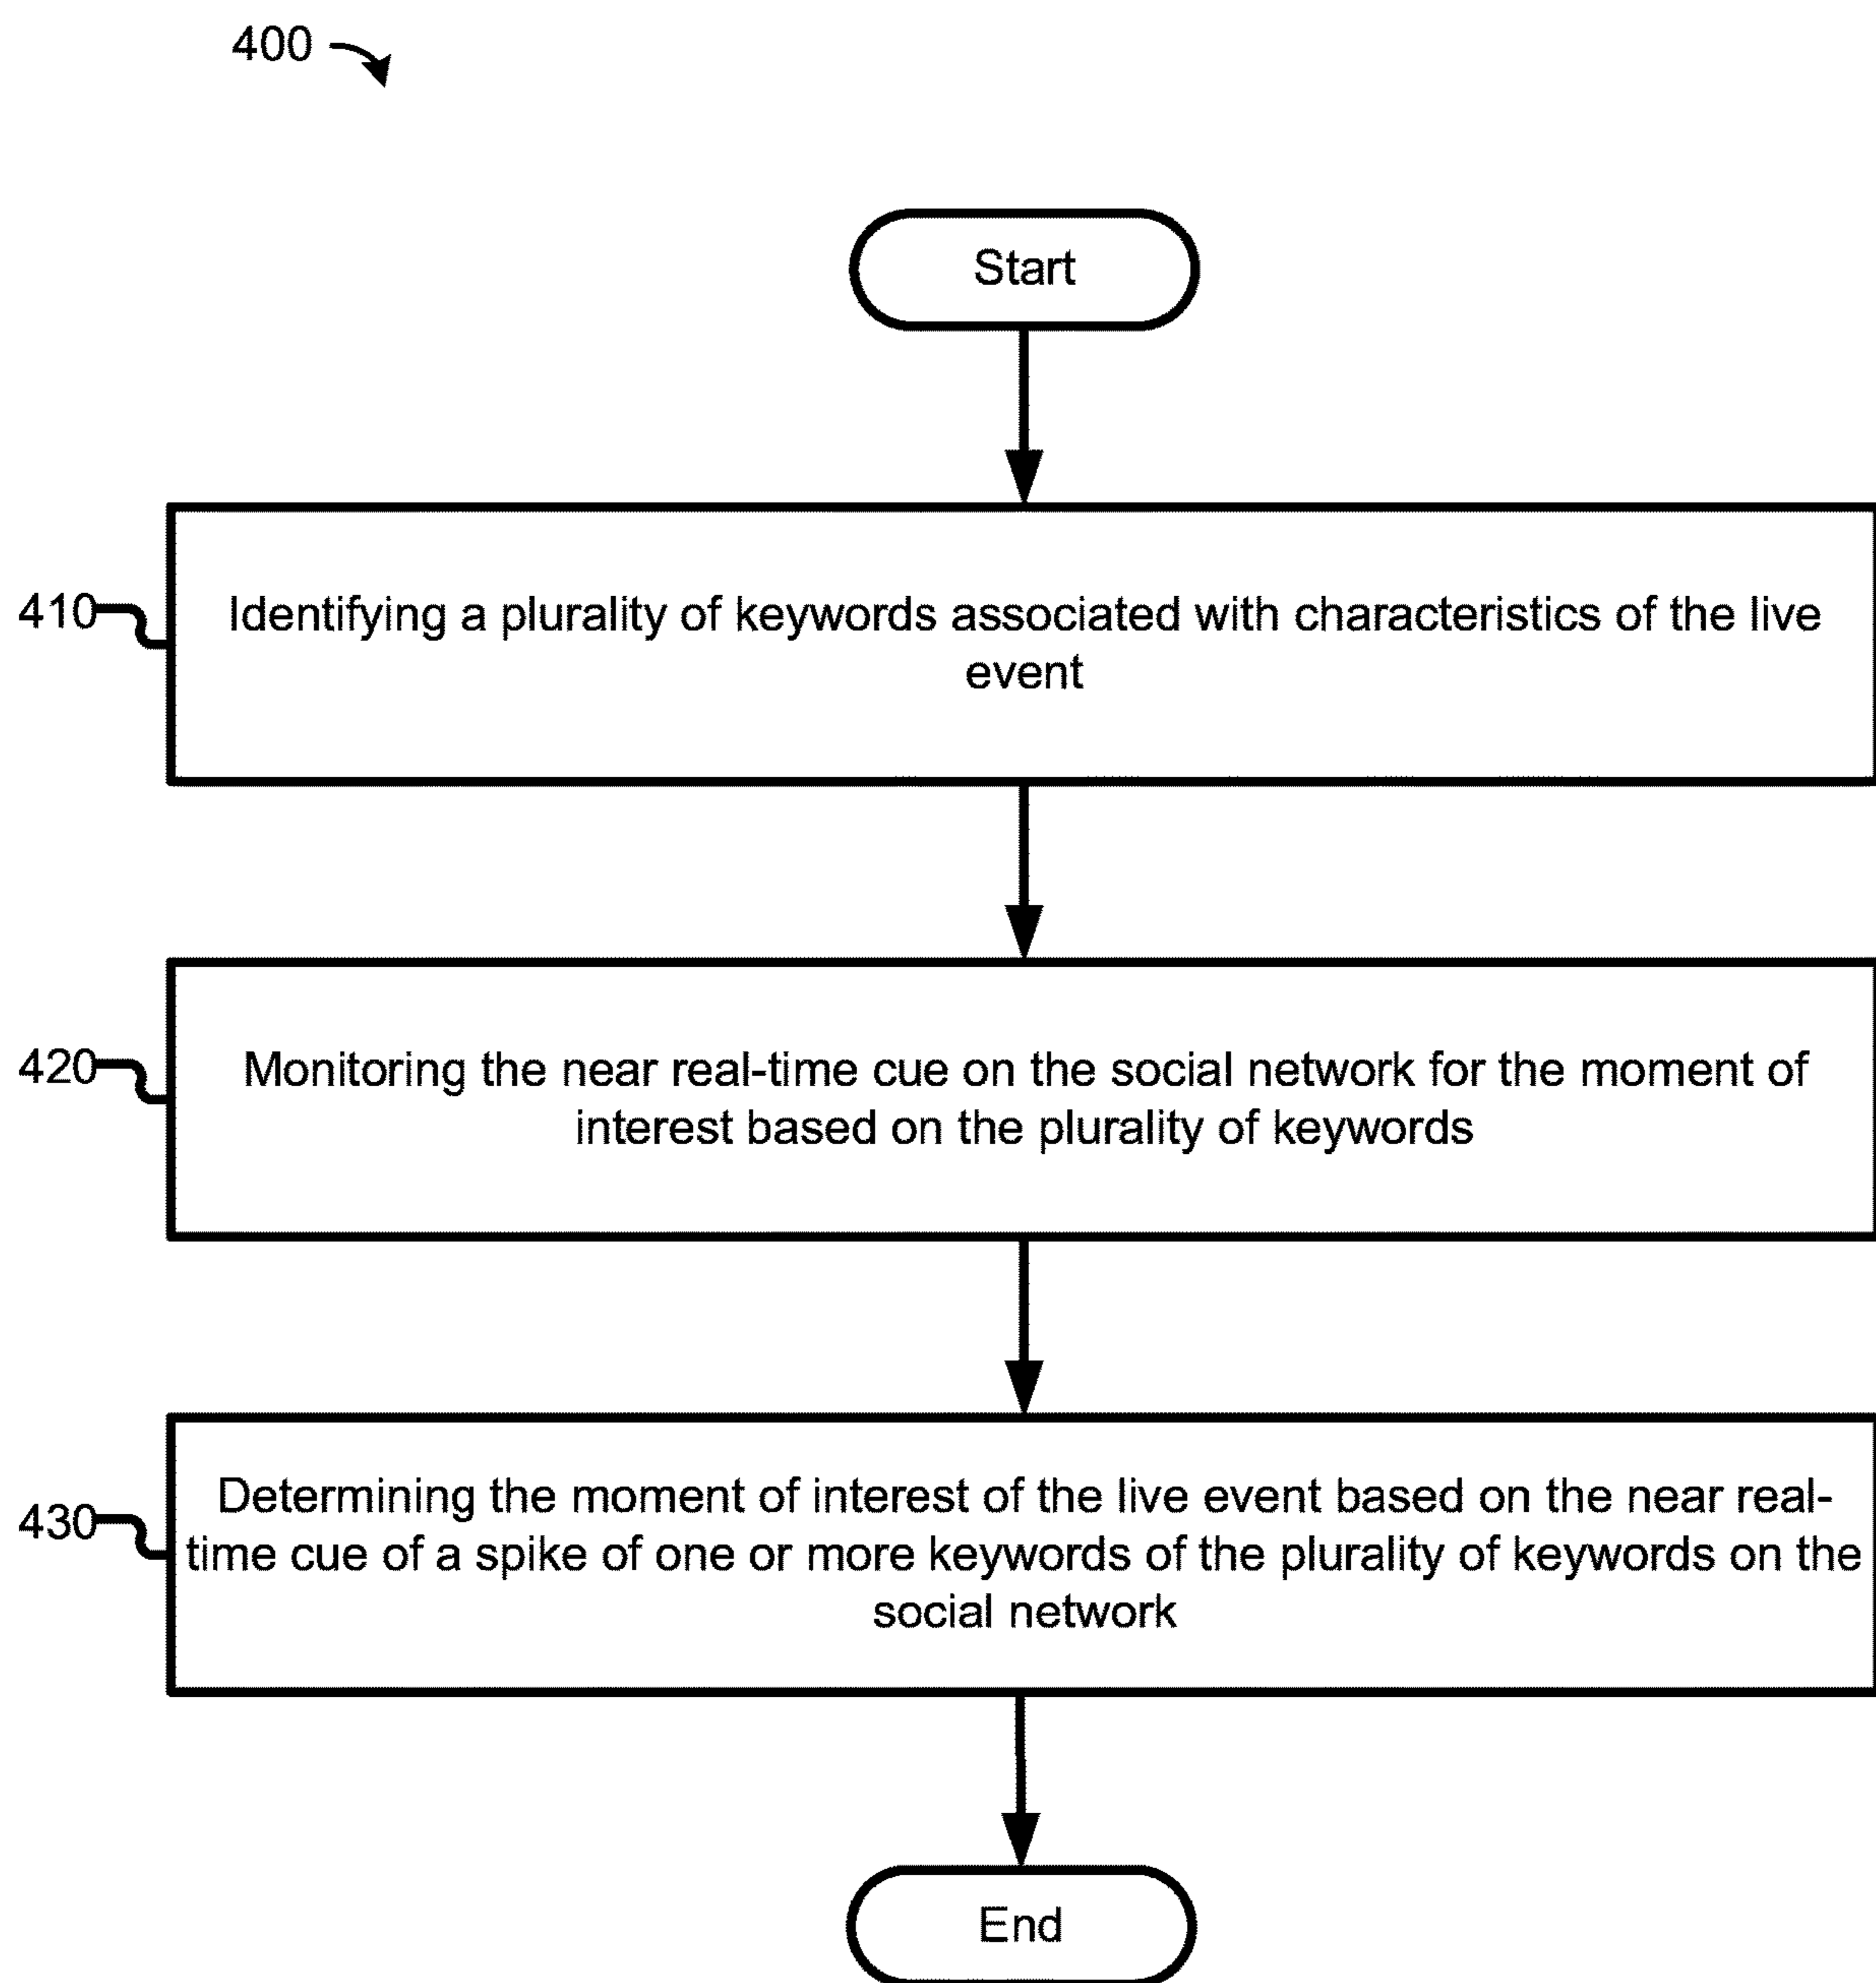 400
Start
410
Identifying a plurality of keywords associated with characteristics of the live
event
420
Monitoring the near real-time cue on the social network for the moment of
interest based on the plurality of keywords
430
Determining the moment of interest of the live event based on the near real-
time cue of a spike of one or more keywords of the plurality of keywords on the
social network
End